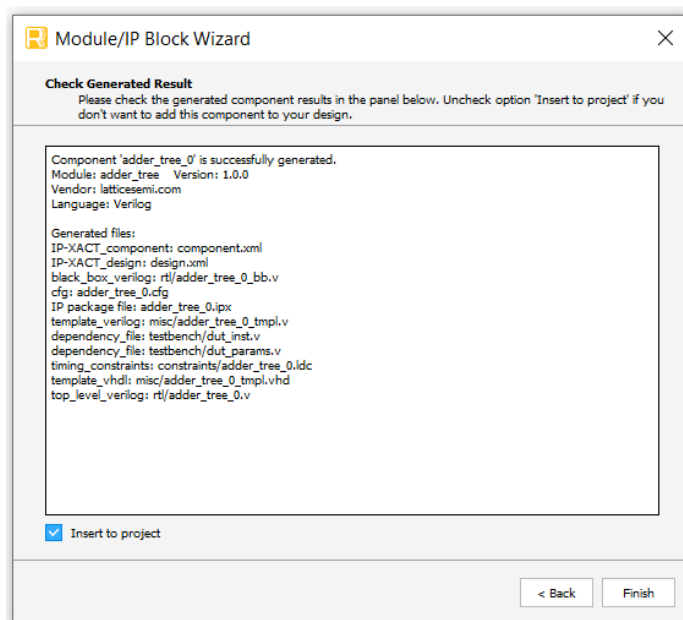 Module/IP Block Wizard
Check Generated Result
Please check the generated component results in the panel below. Uncheck option 'Insert to project' if you
don't want to add this component to your design.
Component 'adder_tree_0' is successfully generated.
Module: adder_tree    Version: 1.0.0
Vendor: latticesemi.com
Language: Verilog
Generated files:
IP-XACT_component: component.xml
IP-XACT_design: design.xml
black_box_verilog: rtl/adder_tree_0_bb.v
cfg: adder_tree_0.cfg
IP package file: adder_tree_0.ipx
template_verilog: misc/adder_tree_0_tmpl.v
dependency_file: testbench/dut_inst.v
dependency_file: testbench/dut_params.v
timing_constraints: constraints/adder_tree_0.ldc
template_vhdl: misc/adder_tree_0_tmpl.vhd
top_level_verilog: rtl/adder_tree_0.v
Insert to project
< Back Finish